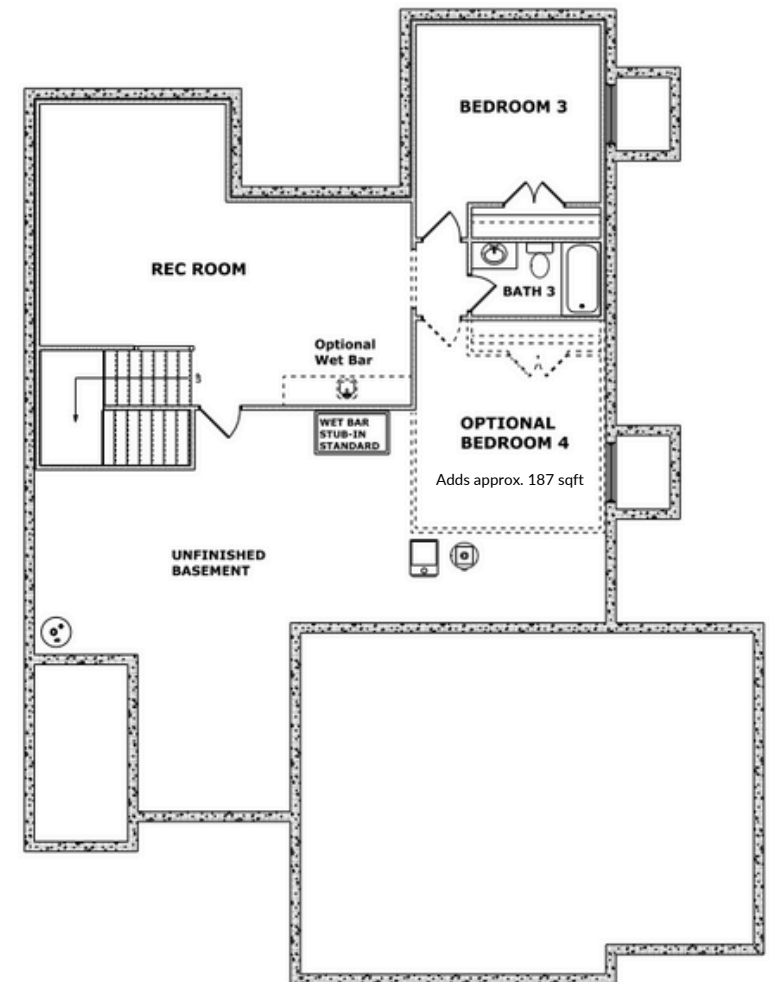 BEDROOM 3
REC ROOM
BATH 3
Optional
Wet Bar
WET BAR
STUB-IN
STANDARD
OPTIONAL
BEDROOM 4
Adds approx. 187 sqft
UNFINISHED
BASEMENT